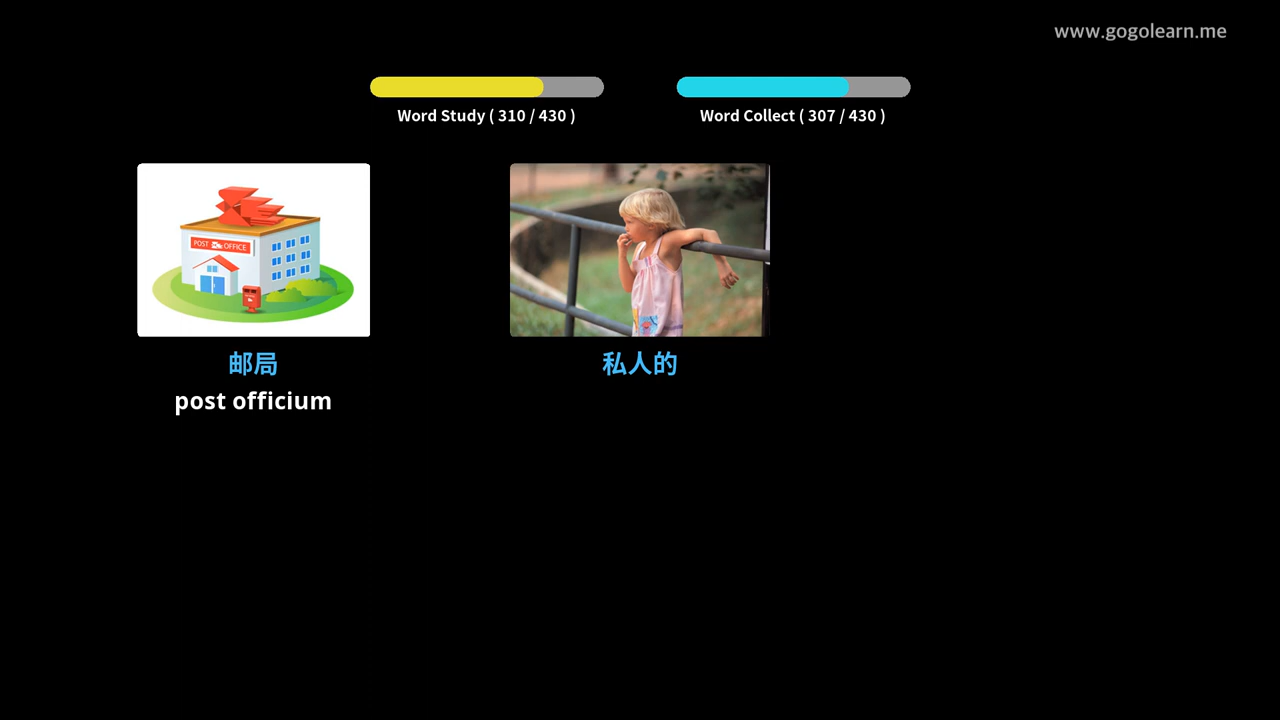 www.gogolearn.me
Word Study ( 310 / 430 )
Word Collect ( 307 / 430 )
POST OFFICE
邮局
私人的
post officium